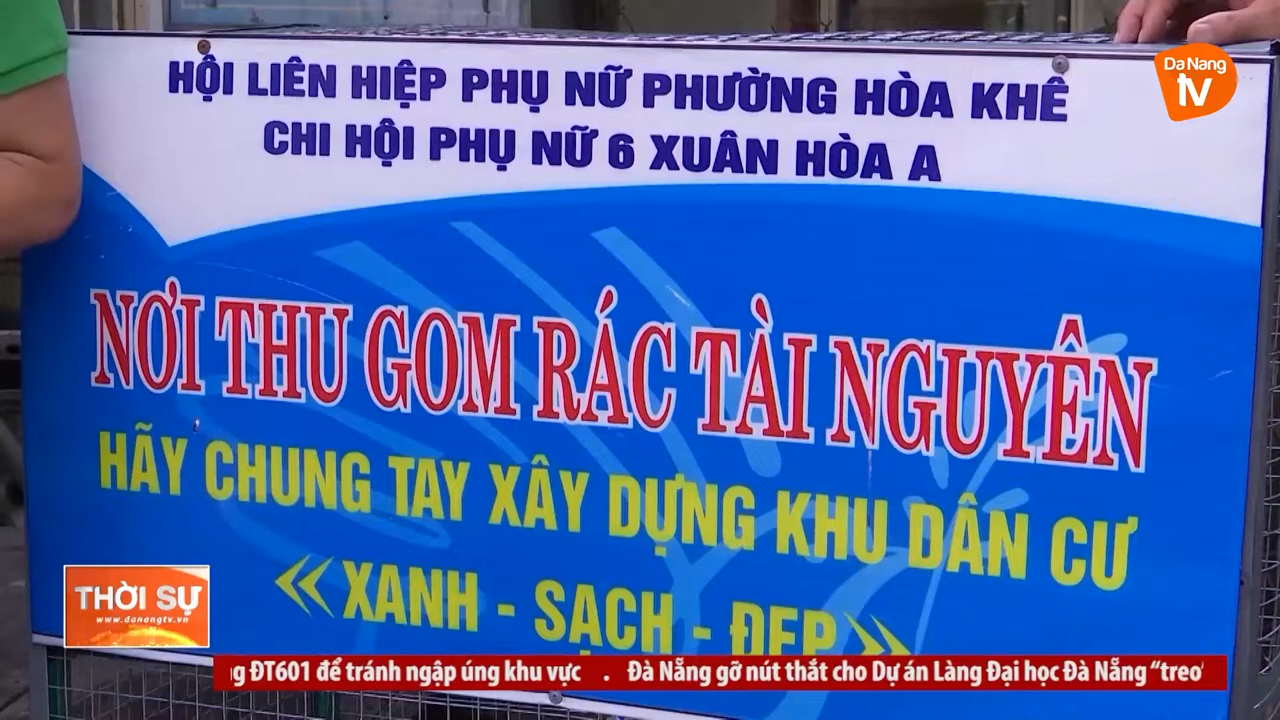 HỘI LIÊN HIỆP PHỤ NỮ PHƯỜNG HÒA KHÊ
Da Nang
tv
CHI HỘI PHỤ NỮ 6 XUÂN HÒA A
NƠI THU GOM RÁC TÀI NGUYÊN
HÃY CHUNG TAY XÂY DỰNG KHU DÂN CƯ
«XANH - SẠCH - ĐẸP»
THỜI SỰ
www.danangtv.vn
ĐT601 để tránh ngập úng khu vực . Đà Nẵng gỡ nút thắt cho Dự án Làng Đại học Đà Nẵng “treo”